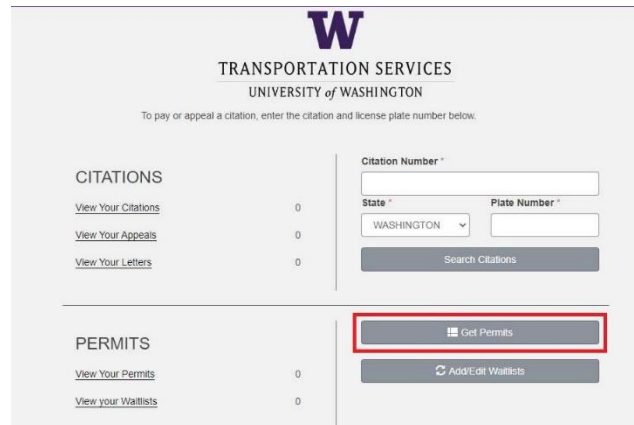 W
TRANSPORTATION SERVICES
UNIVERSITY of WASHINGTON
To pay or appeal a citation, enter the citation and license plate number below.
CITATIONS
View Your Citations 0
View Your Appeals 0
View Your Letters 0
Citation Number *
State * Plate Number *
WASHINGTON
Search Citations
PERMITS
View Your Permits 0
View your Waitlists 0
Get Permits
Add/Edit Waitlists